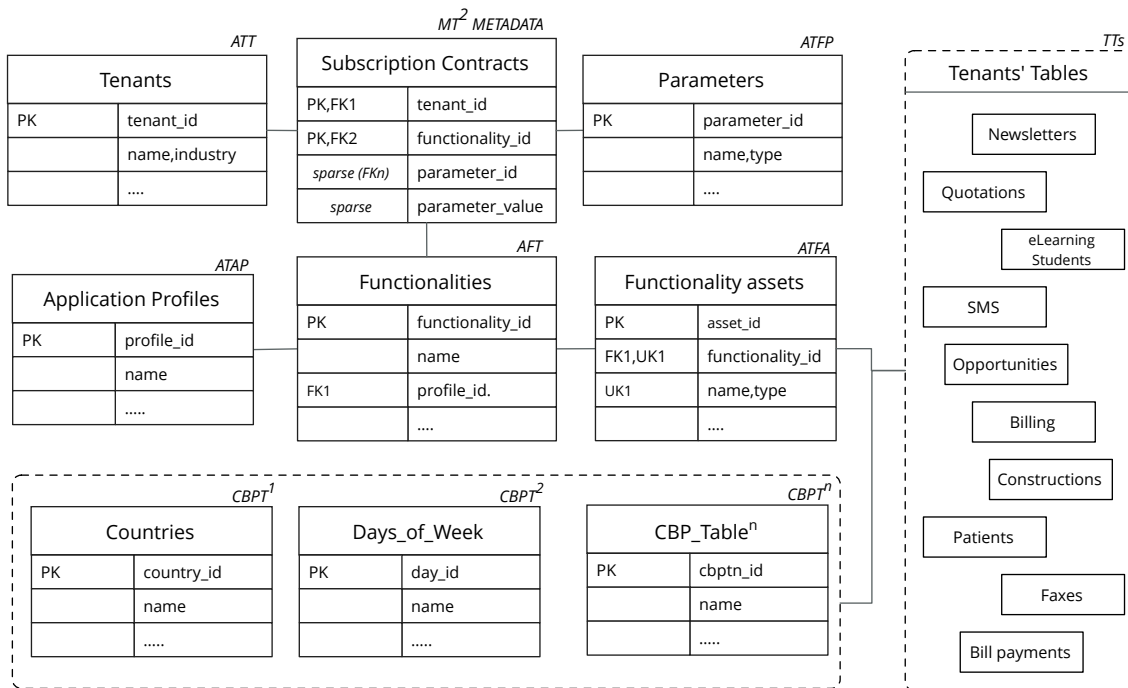 ATT
Tenants
PK tenant_id
name,industry
....
MT² METADATA
Subscription Contracts
PK,FK1 tenant_id
PK,FK2 functionality_id
sparse (FKn) parameter_id
sparse parameter_value
ATFP
Parameters
PK parameter_id
name,type
....
ATAP
Application Profiles
PK profile_id
name
.....
AFT
Functionalities
PK functionality_id
name
FK1 profile_id.
....
ATFA
Functionality assets
PK asset_id
FK1,UK1 functionality_id
UK1 name,type
....
CBPT¹
Countries
PK country_id
name
.....
CBPT²
Days_of_Week
PK day_id
name
.....
CBPTⁿ
CBP_Tableⁿ
PK cbptn_id
name
.....
TTs
Tenants' Tables
Newsletters
Quotations
eLearning
Students
SMS
Opportunities
Billing
Constructions
Patients
Faxes
Bill payments